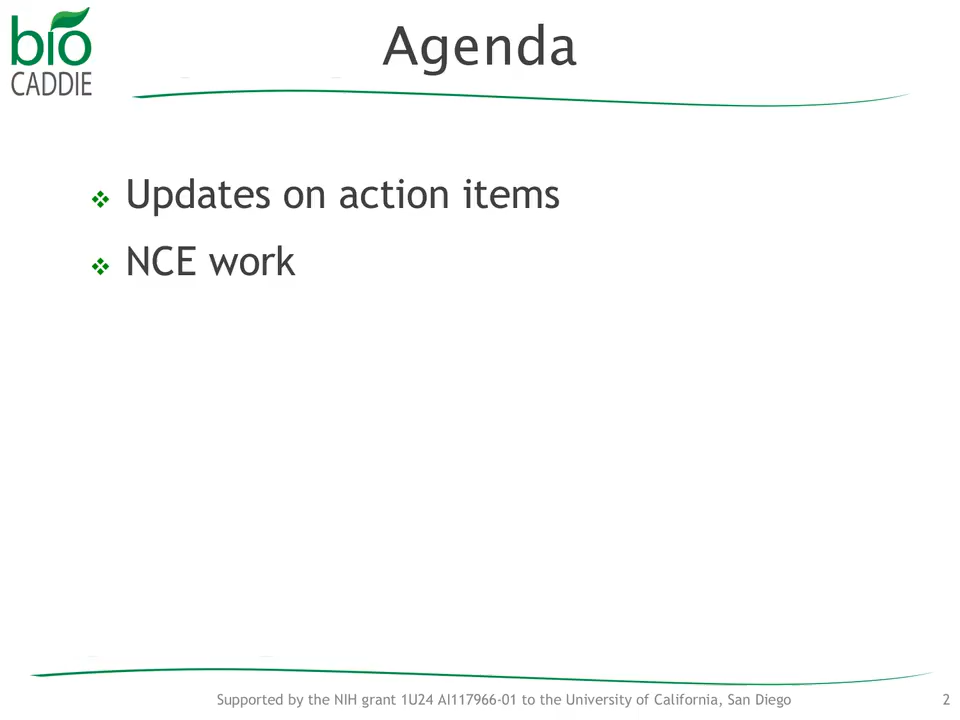 bio
CADDIE
Agenda
Updates on action items
NCE work
Supported by the NIH grant 1U24 AI117966-01 to the University of California, San Diego
2